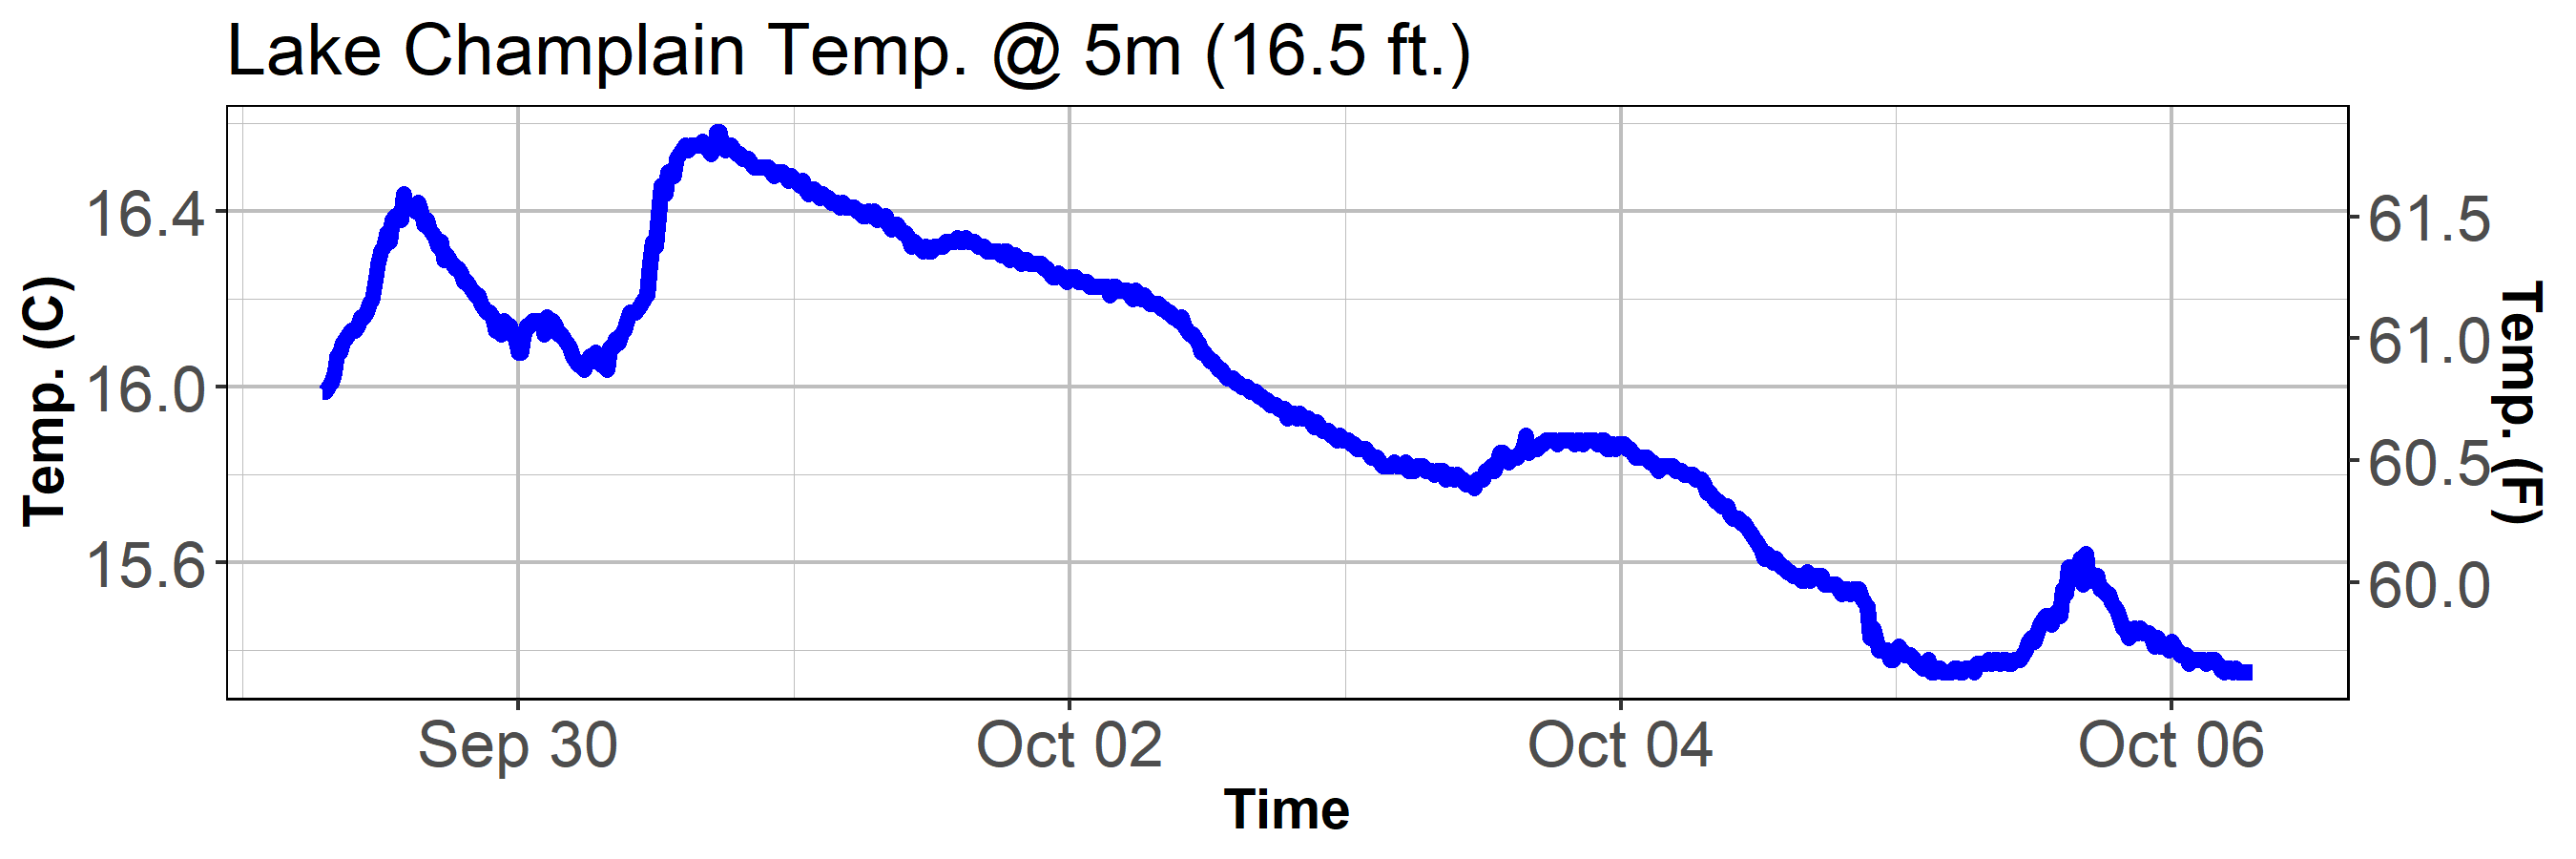 Lake Champlain Temp. @ 5m (16.5 ft.)
Temp. (C)
16.4
16.0
15.6
61.5
61.0
60.5
60.0
Temp. (F)
Sep 30
Oct 02
Oct 04
Oct 06
Time